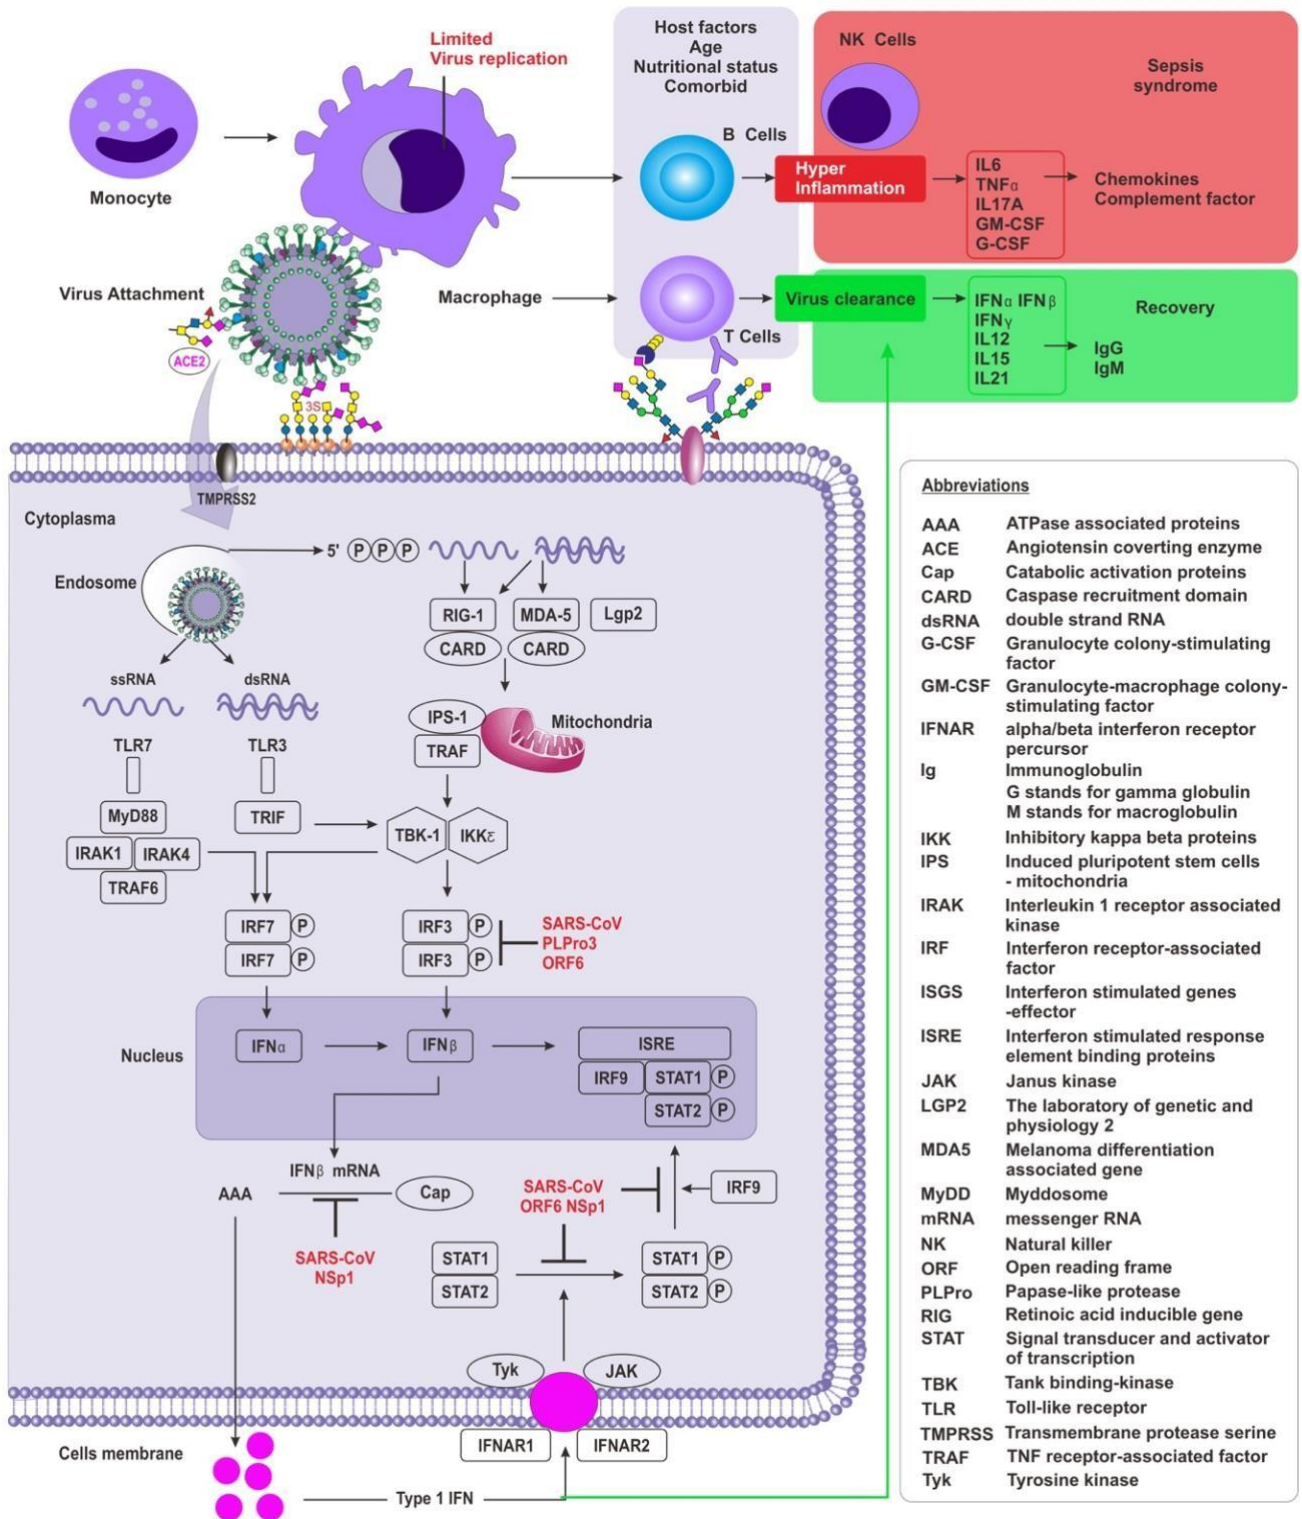 Limited
Virus replication
Monocyte
Host factors
Age
Nutritional status
Comorbid
B Cells
NK Cells
Sepsis
syndrome
Hyper
Inflammation
IL6
TNFα
IL17A
GM-CSF
G-CSF
Chemokines
Complement factor
Virus Attachment
ACE2
3S
Macrophage
T Cells
Virus clearance
IFNα IFNβ
IFNγ
IL12
IL15
IL21
Recovery
IgG
IgM
TMPRSS2
Cytoplasma
Endosome
5' P P P
RIG-1
MDA-5
Lgp2
CARD
CARD
ssRNA
dsRNA
IPS-1
TRAF
Mitochondria
TLR7
TLR3
MyD88
TRIF
IRAK1
IRAK4
TRAF6
TBK-1
IKKε
IRF7 P
IRF7 P
IRF3 P
IRF3 P
SARS-CoV
PLPro3
ORF6
Nucleus
IFNα
IFNβ
ISRE
IRF9
STAT1 P
STAT2 P
IFNβ mRNA
AAA
Cap
SARS-CoV
NSp1
SARS-CoV
ORF6 NSp1
IRF9
STAT1
STAT2
STAT1 P
STAT2 P
Tyk
JAK
IFNAR1
IFNAR2
Cells membrane
Type 1 IFN
Abbreviations
AAA ATPase associated proteins
ACE Angiotensin coverting enzyme
Cap Catabolic activation proteins
CARD Caspase recruitment domain
dsRNA double strand RNA
G-CSF Granulocyte colony-stimulating
factor
GM-CSF Granulocyte-macrophage colony-
stimulating factor
IFNAR alpha/beta interferon receptor
percursor
Ig Immunoglobulin
G stands for gamma globulin
M stands for macroglobulin
IKK Inhibitory kappa beta proteins
IPS Induced pluripotent stem cells
- mitochondria
IRAK Interleukin 1 receptor associated
kinase
IRF Interferon receptor-associated
factor
ISGS Interferon stimulated genes
-effector
ISRE Interferon stimulated response
element binding proteins
JAK Janus kinase
LGP2 The laboratory of genetic and
physiology 2
MDA5 Melanoma differentiation
associated gene
MyDD Myddosome
mRNA messenger RNA
NK Natural killer
ORF Open reading frame
PLPro Papase-like protease
RIG Retinoic acid inducible gene
STAT Signal transducer and activator
of transcription
TBK Tank binding-kinase
TLR Toll-like receptor
TMPRSS Transmembrane protease serine
TRAF TNF receptor-associated factor
Tyk Tyrosine kinase